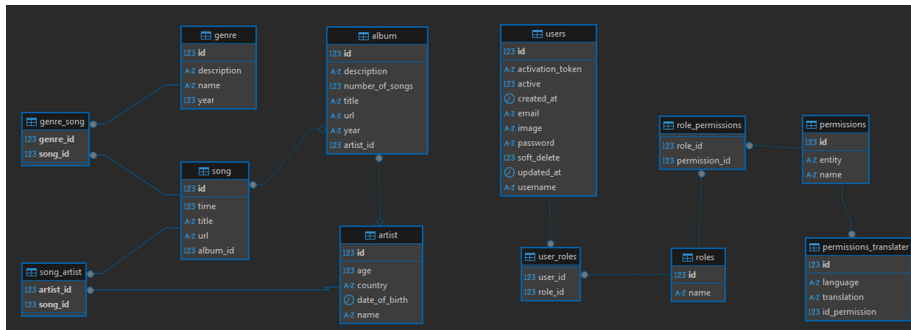 genre
123 id
A-Z description
A-Z name
123 year
album
123 id
A-Z description
123 number_of_songs
A-Z title
A-Z url
A-Z year
123 artist_id
users
123 id
A-Z activation_token
123 active
created_at
A-Z email
A-Z image
A-Z password
123 soft_delete
updated_at
A-Z username
genre_song
123 genre_id
123 song_id
song
123 id
123 time
A-Z title
A-Z url
123 album_id
role_permissions
123 role_id
123 permission_id
permissions
123 id
A-Z entity
A-Z name
song_artist
123 artist_id
123 song_id
artist
123 id
123 age
A-Z country
date_of_birth
A-Z name
user_roles
123 user_id
123 role_id
roles
123 id
A-Z name
permissions_translater
123 id
A-Z language
A-Z translation
123 id_permission